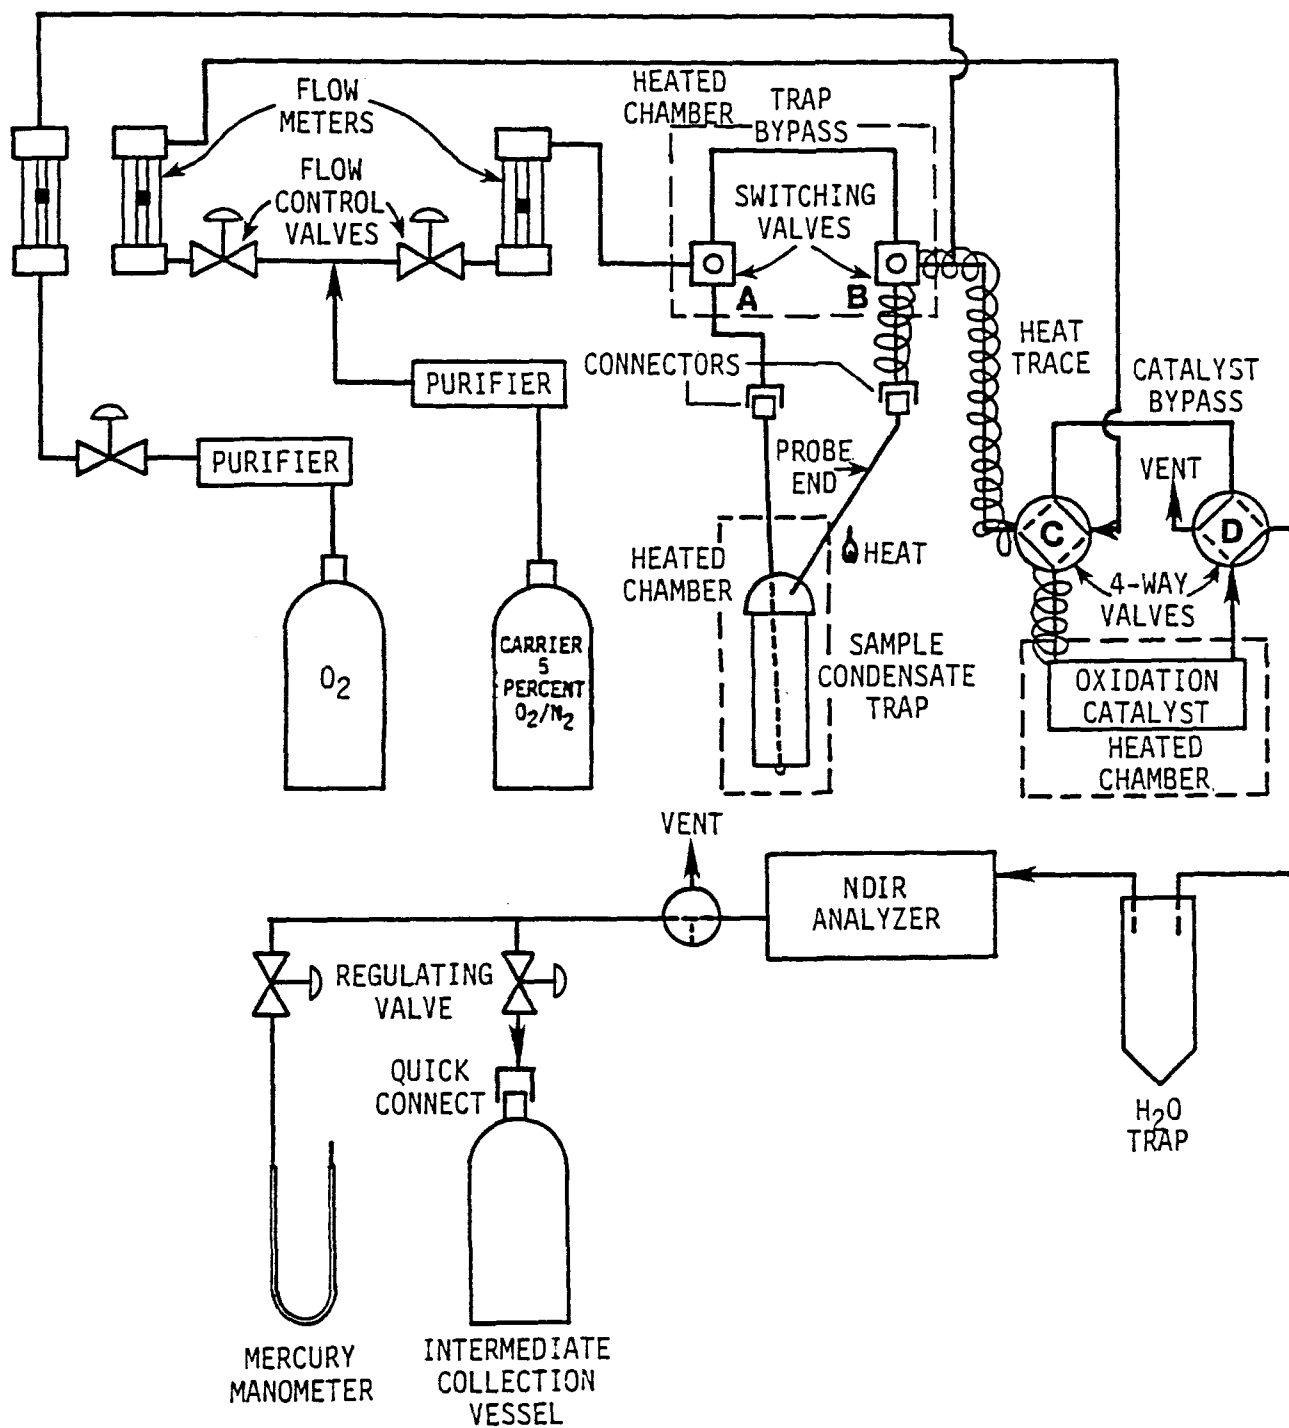 FLOW
METERS
HEATED
CHAMBER
TRAP
BYPASS
FLOW
CONTROL
VALVES
SWITCHING
VALVES
A
B
HEAT
TRACE
CONNECTORS
PURIFIER
CATALYST
BYPASS
PURIFIER
PROBE
END
VENT
C
D
HEATED
CHAMBER
HEAT
4-WAY
VALVES
O2
CARRIER
5
PERCENT
O2/N2
SAMPLE
CONDENSATE
TRAP
OXIDATION
CATALYST
HEATED
CHAMBER
VENT
NDIR
ANALYZER
REGULATING
VALVE
QUICK
CONNECT
H2O
TRAP
MERCURY
MANOMETER
INTERMEDIATE
COLLECTION
VESSEL